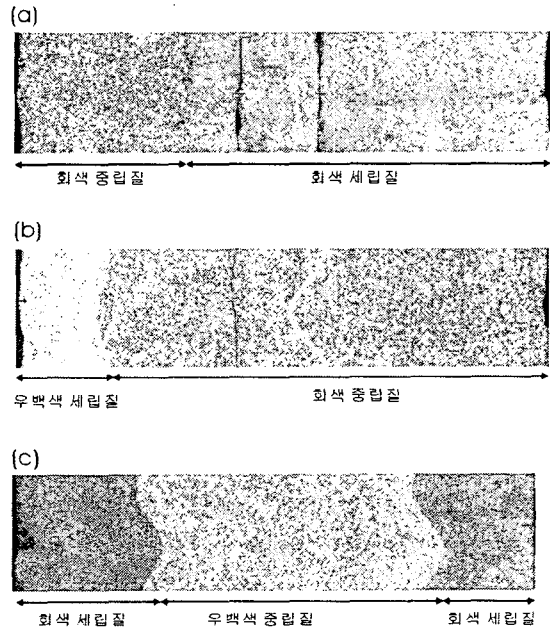 (a)
회색 중립질 회색 세립질
(b)
우백색 세립질 회색 중립질
(c)
회색 세립질 우백색 중립질 회색 세립질